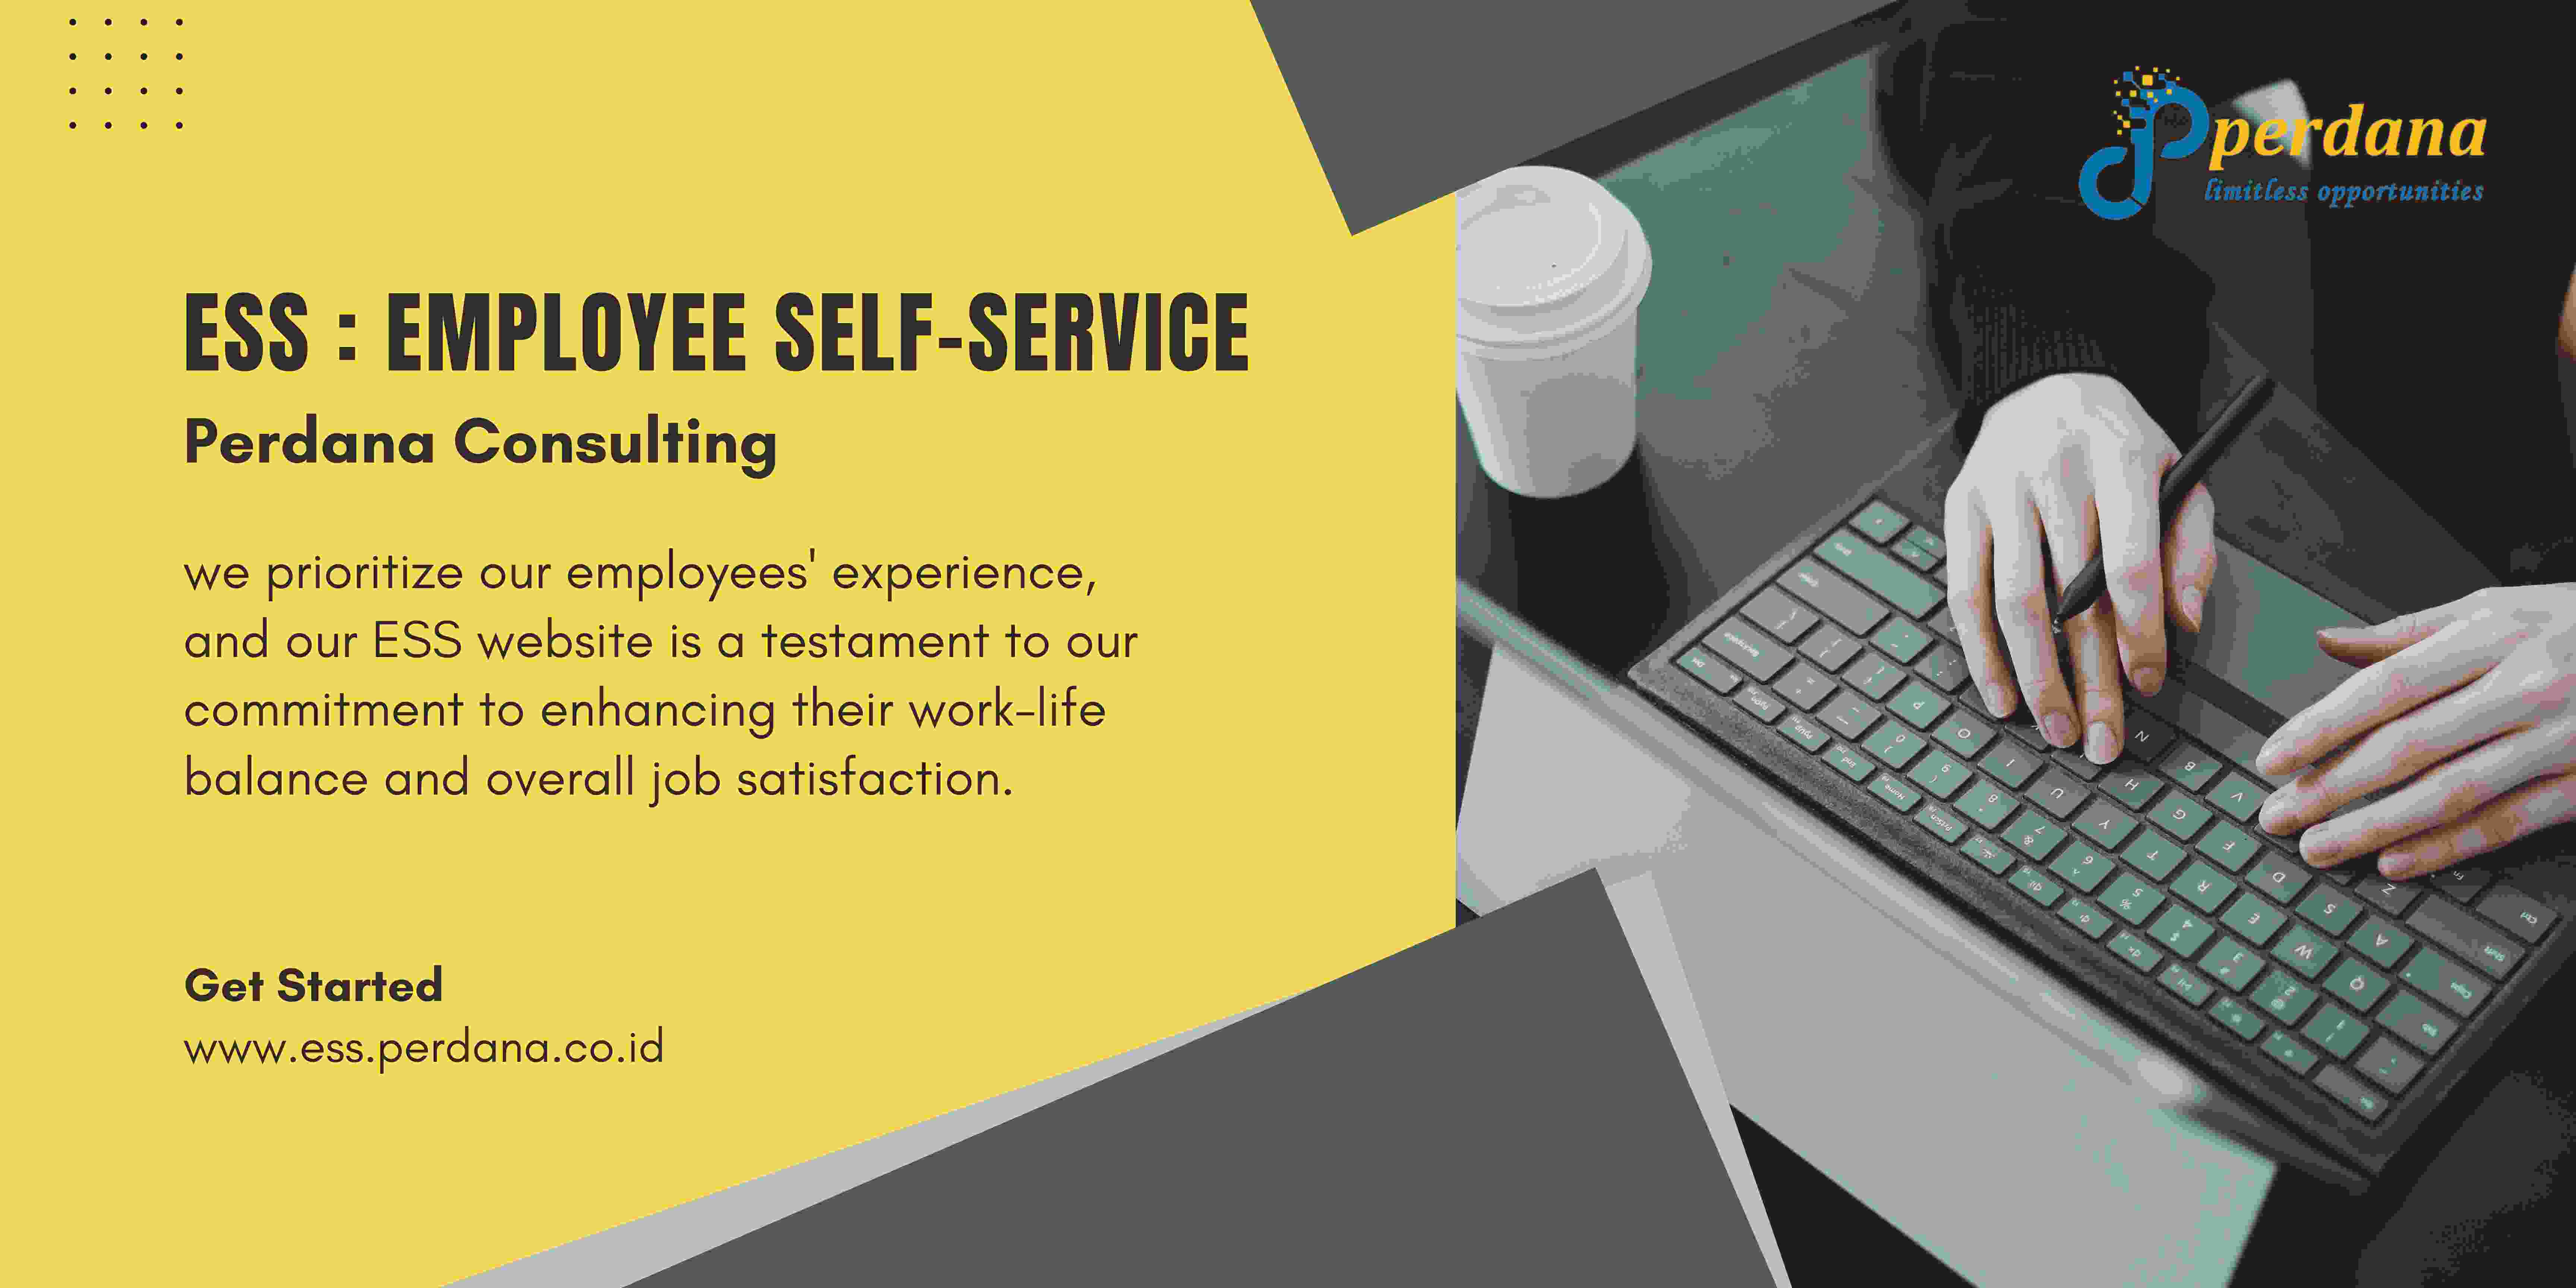 perdana
limitless opportunities
ESS : EMPLOYEE SELF-SERVICE
Perdana Consulting
we prioritize our employees' experience,
and our ESS website is a testament to our
commitment to enhancing their work-life
balance and overall job satisfaction.
Get Started
www.ess.perdana.co.id